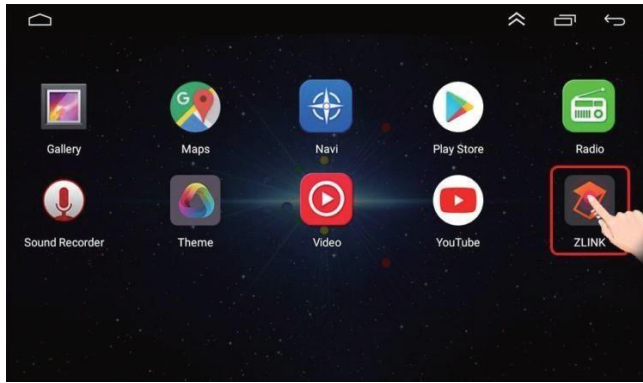 Gallery
Maps
Navi
Play Store
Radio
Sound Recorder
Theme
Video
YouTube
ZLINK